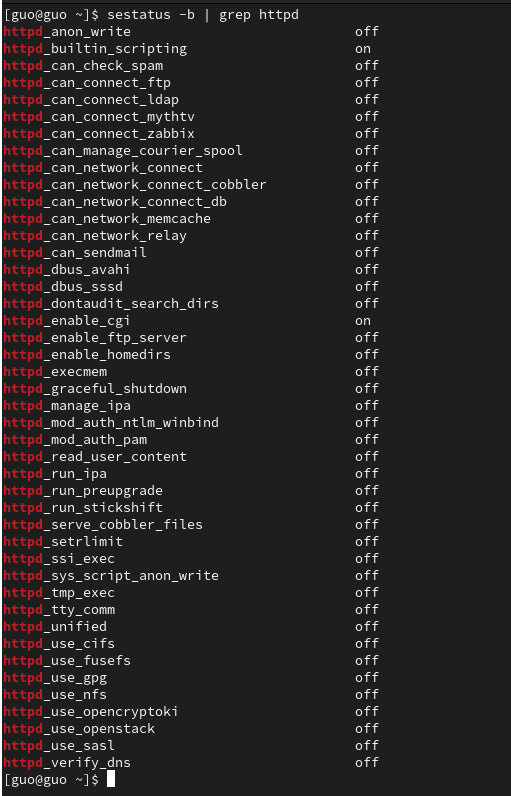 [guo@guo ~]$ sestatus -b | grep httpd
httpd_anon_write                            off
httpd_builtin_scripting                     on
httpd_can_check_spam                        off
httpd_can_connect_ftp                       off
httpd_can_connect_ldap                      off
httpd_can_connect_mythtv                    off
httpd_can_connect_zabbix                    off
httpd_can_manage_courier_spool              off
httpd_can_network_connect                   off
httpd_can_network_connect_cobbler           off
httpd_can_network_connect_db                off
httpd_can_network_memcache                  off
httpd_can_network_relay                     off
httpd_can_sendmail                          off
httpd_dbus_avahi                            off
httpd_dbus_sssd                             off
httpd_dontaudit_search_dirs                 off
httpd_enable_cgi                            on
httpd_enable_ftp_server                     off
httpd_enable_homedirs                       off
httpd_execmem                               off
httpd_graceful_shutdown                     off
httpd_manage_ipa                            off
httpd_mod_auth_ntlm_winbind                 off
httpd_mod_auth_pam                          off
httpd_read_user_content                     off
httpd_run_ipa                               off
httpd_run_preupgrade                        off
httpd_run_stickshift                        off
httpd_serve_cobbler_files                   off
httpd_setrlimit                             off
httpd_ssi_exec                              off
httpd_sys_script_anon_write                 off
httpd_tmp_exec                              off
httpd_tty_comm                              off
httpd_unified                               off
httpd_use_cifs                              off
httpd_use_fusefs                            off
httpd_use_gpg                               off
httpd_use_nfs                               off
httpd_use_opencryptoki                      off
httpd_use_openstack                         off
httpd_use_sasl                              off
httpd_verify_dns                            off
[guo@guo ~]$